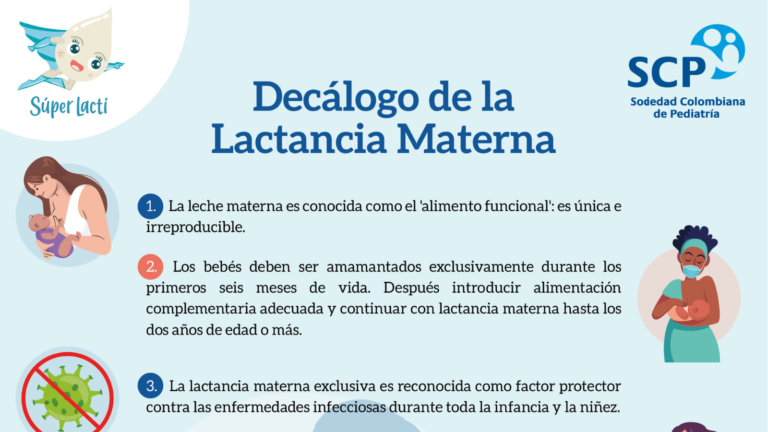 Súper Lacti
SCP
Sociedad Colombiana
de Pediatría
Decálogo de la
Lactancia Materna
1. La leche materna es conocida como el 'alimento funcional': es única e
irreproducible.
2. Los bebés deben ser amamantados exclusivamente durante los
primeros seis meses de vida. Después introducir alimentación
complementaria adecuada y continuar con lactancia materna hasta los
dos años de edad o más.
3. La lactancia materna exclusiva es reconocida como factor protector
contra las enfermedades infecciosas durante toda la infancia y la niñez.